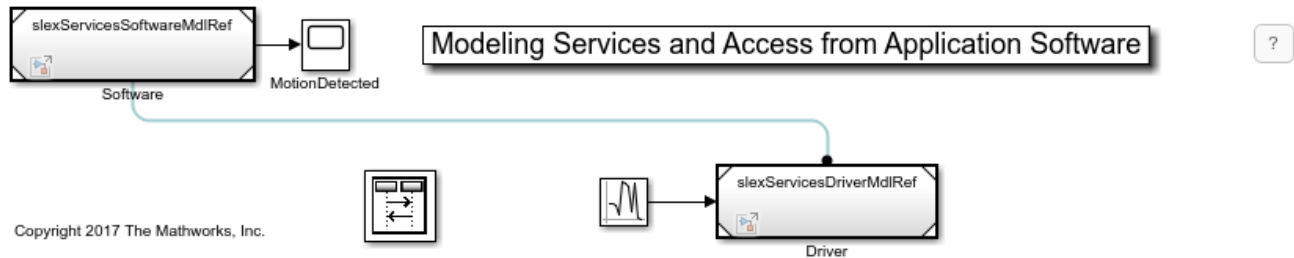 slexServicesSoftwareMdlRef
Software
MotionDetected
Modeling Services and Access from Application Software
?
slexServicesDriverMdlRef
Driver
Copyright 2017 The Mathworks, Inc.